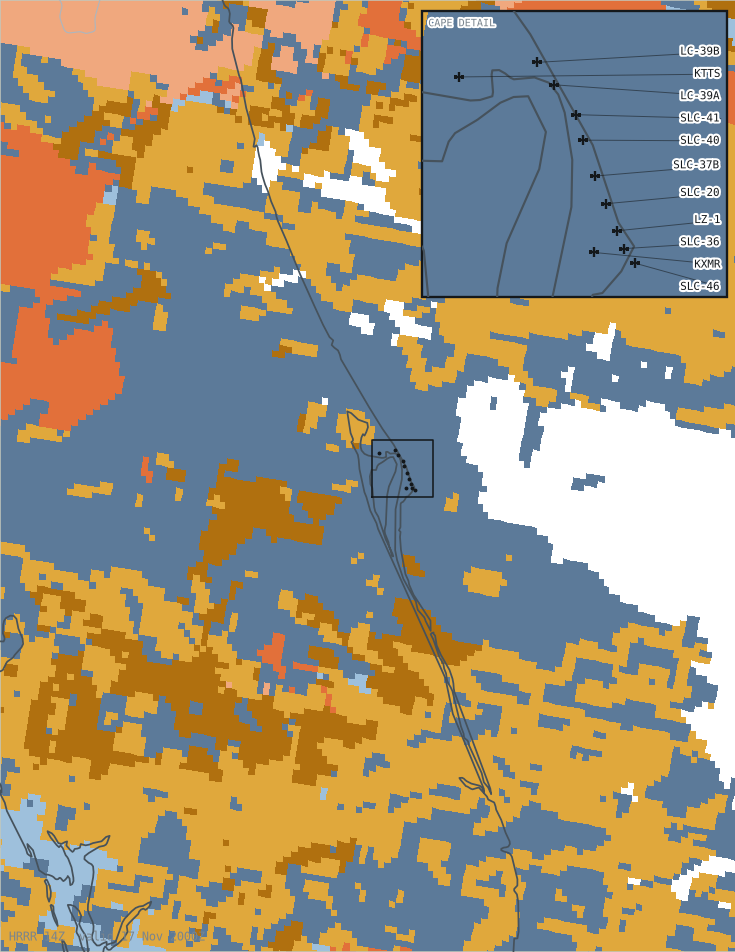 CAPE DETAIL
LC-39B
KTTS
LC-39A
SLC-41
SLC-40
SLC-37B
SLC-20
LZ-1
SLC-36
KXMR
SLC-46
HRRR 14Z 27 Nov